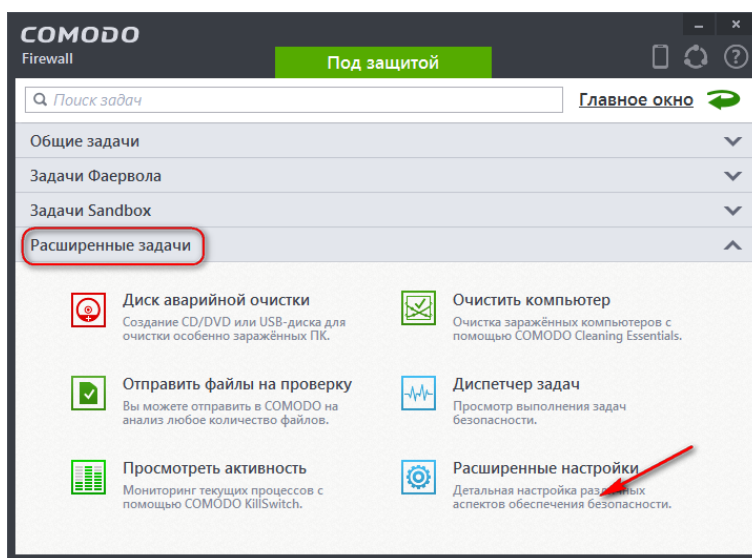 COMODO
Firewall
Под защитой
Поиск задач
Главное окно
Общие задачи
Задачи Фаервола
Задачи Sandbox
Расширенные задачи
Диск аварийной очистки
Создание CD/DVD или USB-диска для
очистки особенно заражённых ПК.
Очистить компьютер
Очистка заражённых компьютеров с
помощью COMODO Cleaning Essentials.
Отправить файлы на проверку
Вы можете отправить в COMODO на
анализ любое количество файлов.
Диспетчер задач
Просмотр выполнения задач
безопасности.
Просмотреть активность
Мониторинг текущих процессов с
помощью COMODO KillSwitch.
Расширенные настройки
Детальная настройка различных
аспектов обеспечения безопасности.